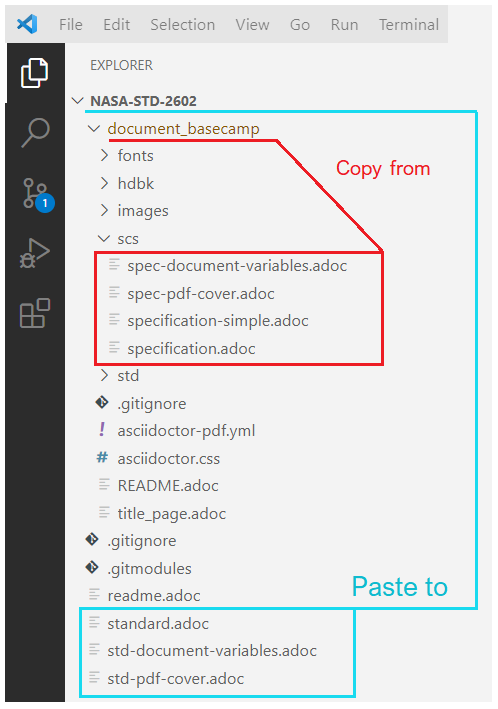 File Edit Selection View Go Run Terminal
EXPLORER
NASA-STD-2602
document_basecamp
fonts
Copy from
hdbk
1
images
scs
spec-document-variables.adoc
spec-pdf-cover.adoc
specification-simple.adoc
specification.adoc
std
.gitignore
! asciidoctor-pdf.yml
# asciidoctor.css
README.adoc
title_page.adoc
.gitignore
.gitmodules
Paste to
readme.adoc
standard.adoc
std-document-variables.adoc
std-pdf-cover.adoc